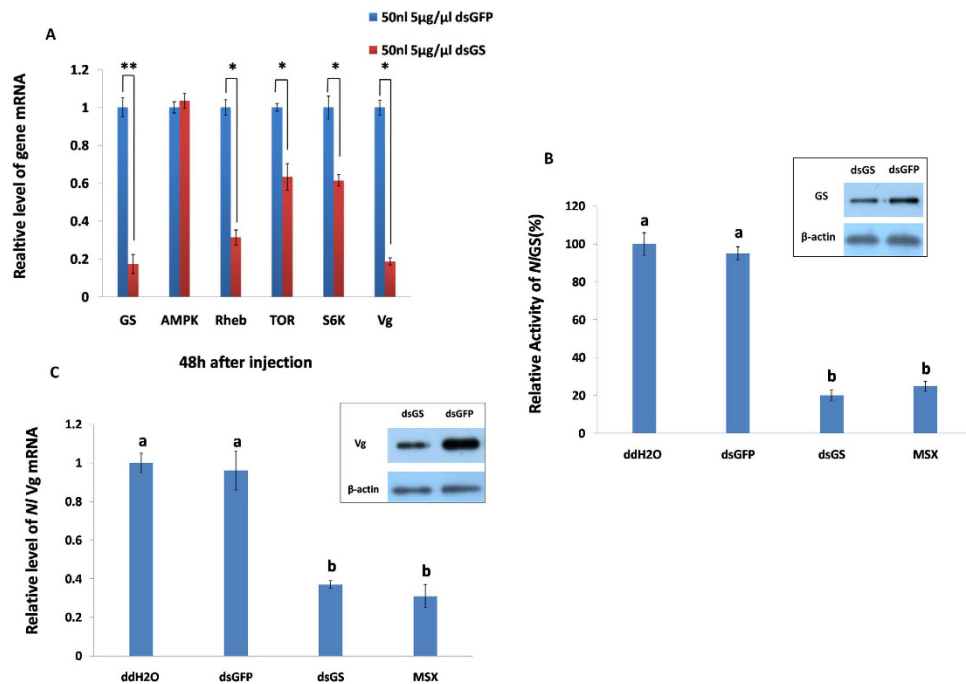 A
50nl 5µg/µl dsGFP
50nl 5µg/µl dsGS
Realtive level of gene mRNA
1.2
1
0.8
0.6
0.4
0.2
0
** * * * *
GS AMPK Rheb TOR S6K Vg
48h after injection
B
dsGS dsGFP
GS
β-actin
Relative Activity of NlGS(%)
120
100
80
60
40
20
0
a a b b
ddH2O dsGFP dsGS MSX
C
dsGS dsGFP
Vg
β-actin
Relative level of Nl Vg mRNA
1.2
1
0.8
0.6
0.4
0.2
0
a a b b
ddH2O dsGFP dsGS MSX